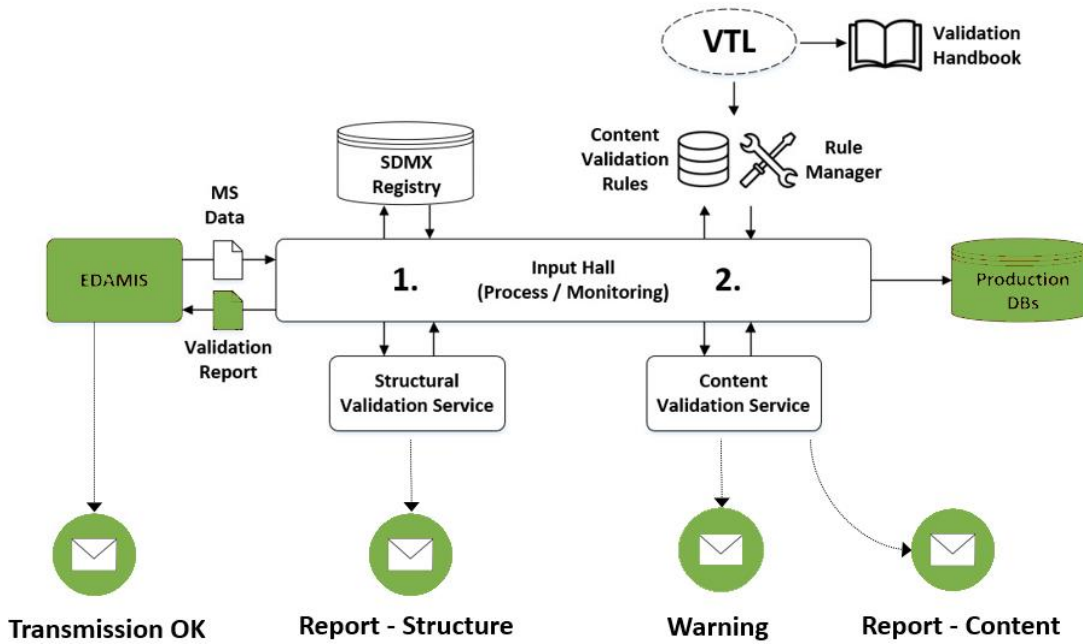 VTL
Validation
Handbook
Content
Validation
Rules
Rule
Manager
SDMX
Registry
MS
Data
EDAMIS
1.
Input Hall
(Process / Monitoring)
2.
Production
DBs
Validation
Report
Structural
Validation Service
Content
Validation Service
Transmission OK
Report - Structure
Warning
Report - Content